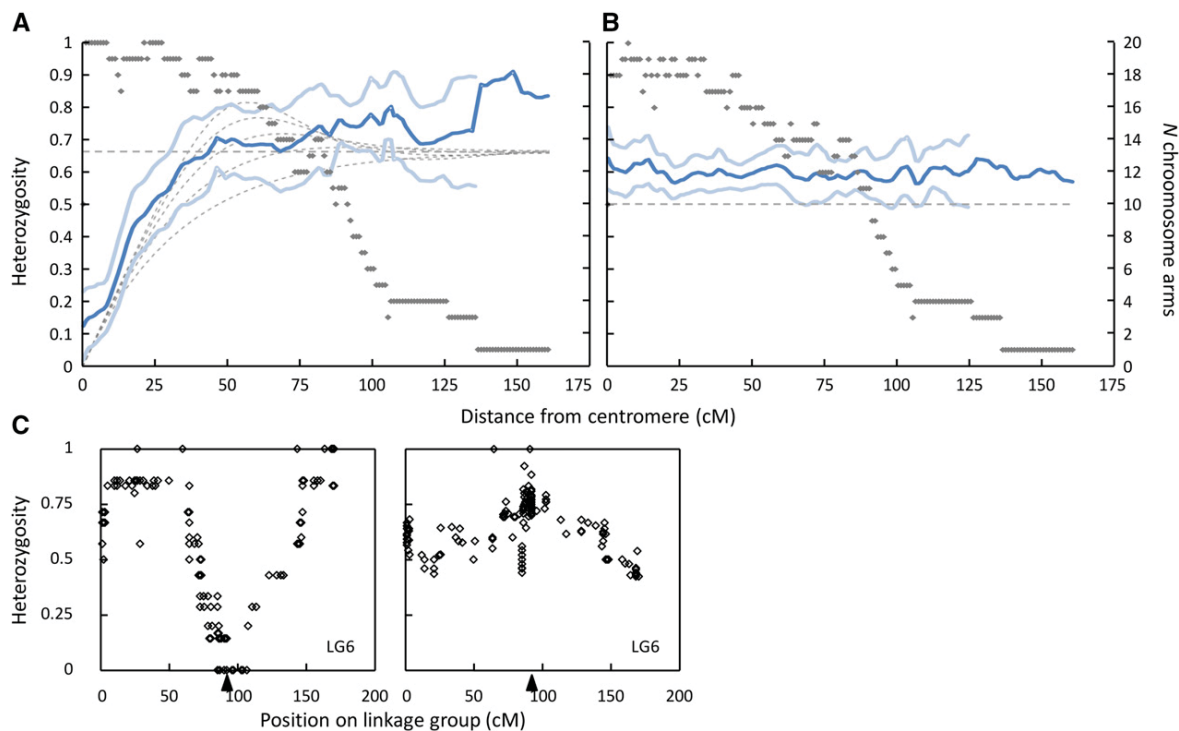 A
B
1
0.9
0.8
0.7
0.6
0.5
0.4
0.3
0.2
0.1
0
Heterozygosity
0 25 50 75 100 125 150 175
20
18
16
14
12
10
8
6
4
2
0
N chroomosome arms
0 25 50 75 100 125 150 175
Distance from centromere (cM)
C
1
0.75
0.5
0.25
0
Heterozygosity
LG6
LG6
0 50 100 150 200
0 50 100 150 200
Position on linkage group (cM)